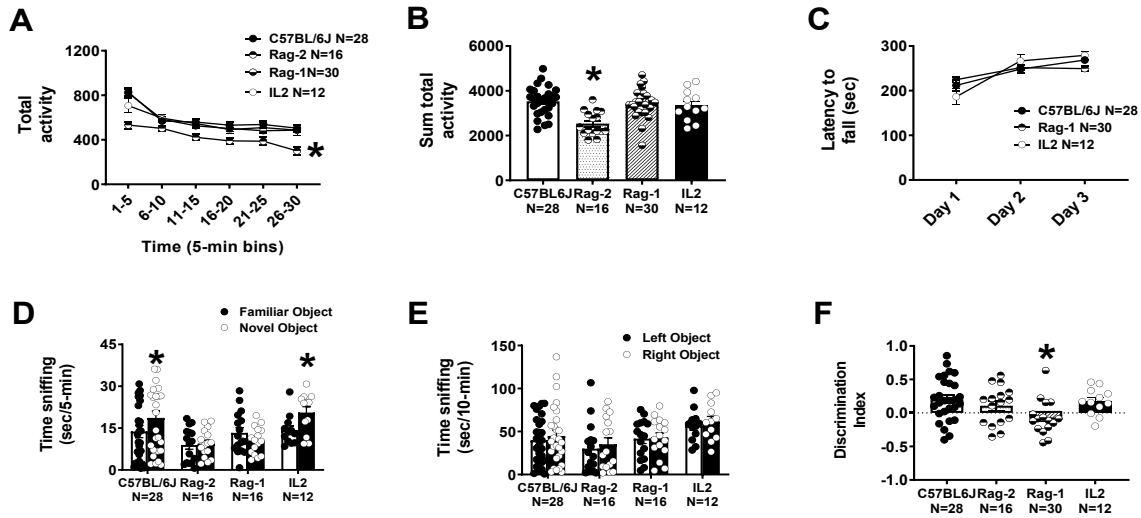 A
Total
activity
1200
800
400
0
1-5
6-10
11-15
16-20
21-25
26-30
Time (5-min bins)
C57BL/6J N=28
Rag-2 N=16
Rag-1N=30
IL2 N=12
*
B
Sum total
activity
6000
4000
2000
0
*
C57BL6J
N=28
Rag-2
N=16
Rag-1
N=30
IL2
N=12
C
Latency to
fall (sec)
300
200
100
0
Day 1
Day 2
Day 3
C57BL/6J N=28
Rag-1 N=30
IL2 N=12
D
Familiar Object
Novel Object
Time sniffing
(sec/5-min)
45
30
15
0
*
*
C57BL/6J
N=28
Rag-2
N=16
Rag-1
N=16
IL2
N=12
E
Left Object
Right Object
Time sniffing
(sec/10-min)
150
100
50
0
C57BL/6J
N=28
Rag-2
N=16
Rag-1
N=16
IL2
N=12
F
Discrimination
Index
1.0
0.5
0.0
-0.5
-1.0
*
C57BL6J
N=28
Rag-2
N=16
Rag-1
N=30
IL2
N=12